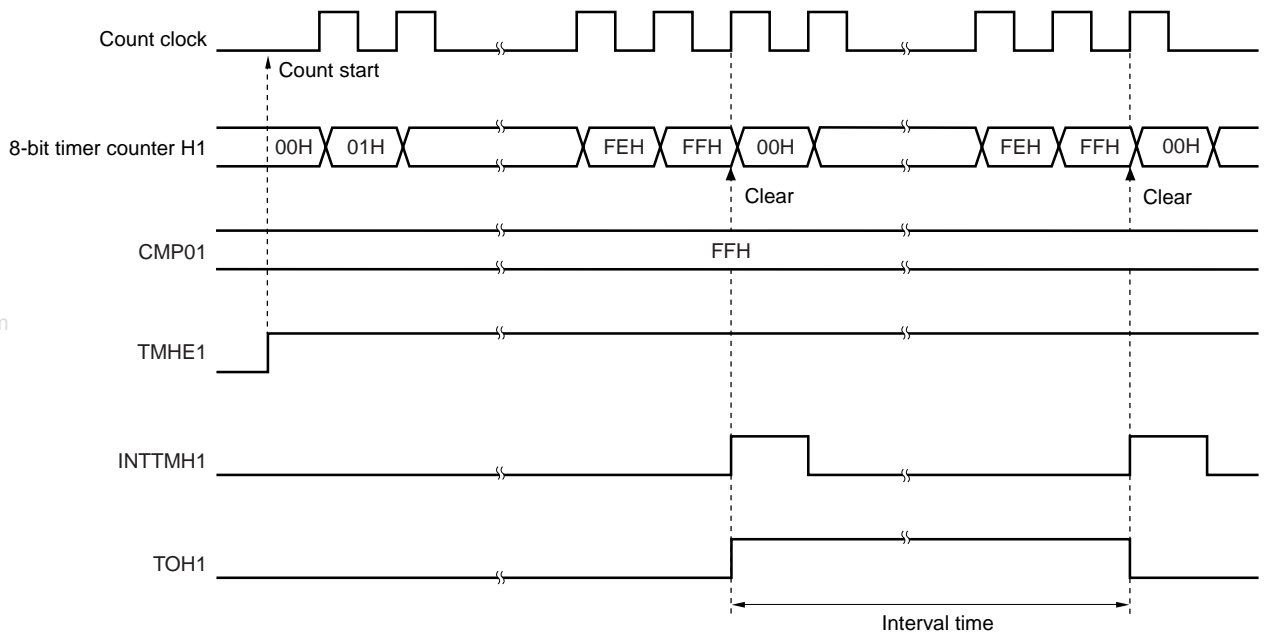 Count clock
Count start
8-bit timer counter H1
00H 01H FEH FFH 00H FEH FFH 00H
Clear Clear
CMP01 FFH
TMHE1
INTTMH1
TOH1
Interval time